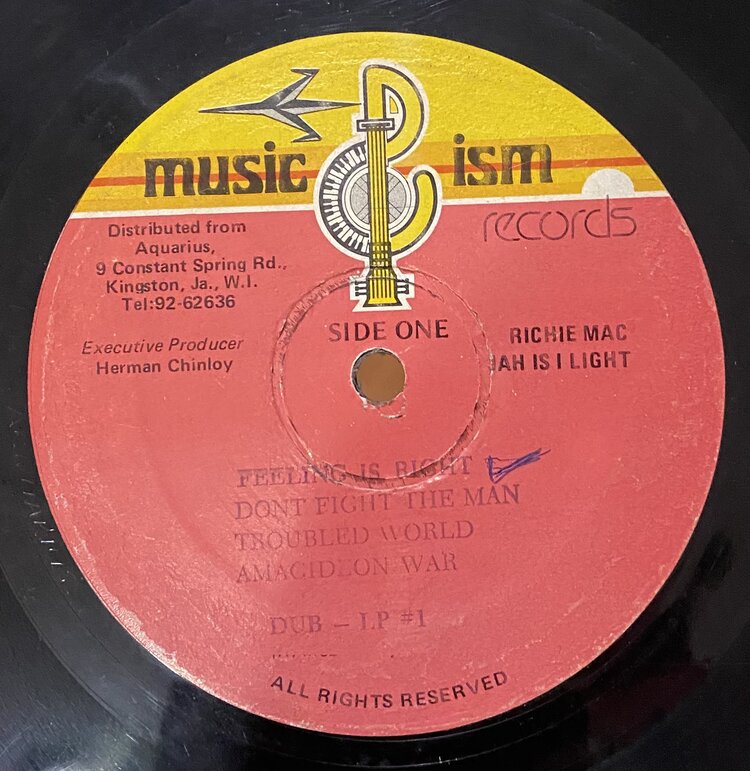 music ism
records
Distributed from
Aquarius,
9 Constant Spring Rd.,
Kingston, Ja., W.I.
Tel:92-62636
Executive Producer
Herman Chinloy
SIDE ONE
RICHIE MAC
JAH IS I LIGHT
FEELING IS RIGHT
DONT FIGHT THE MAN
TROUBLED WORLD
AMAGIDEON WAR
DUB - LP #1
ALL RIGHTS RESERVED